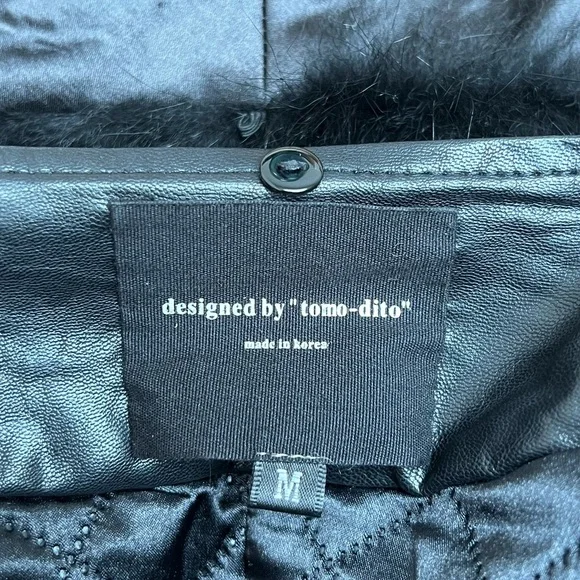 designed by "tomo-dito"
made in korea
M